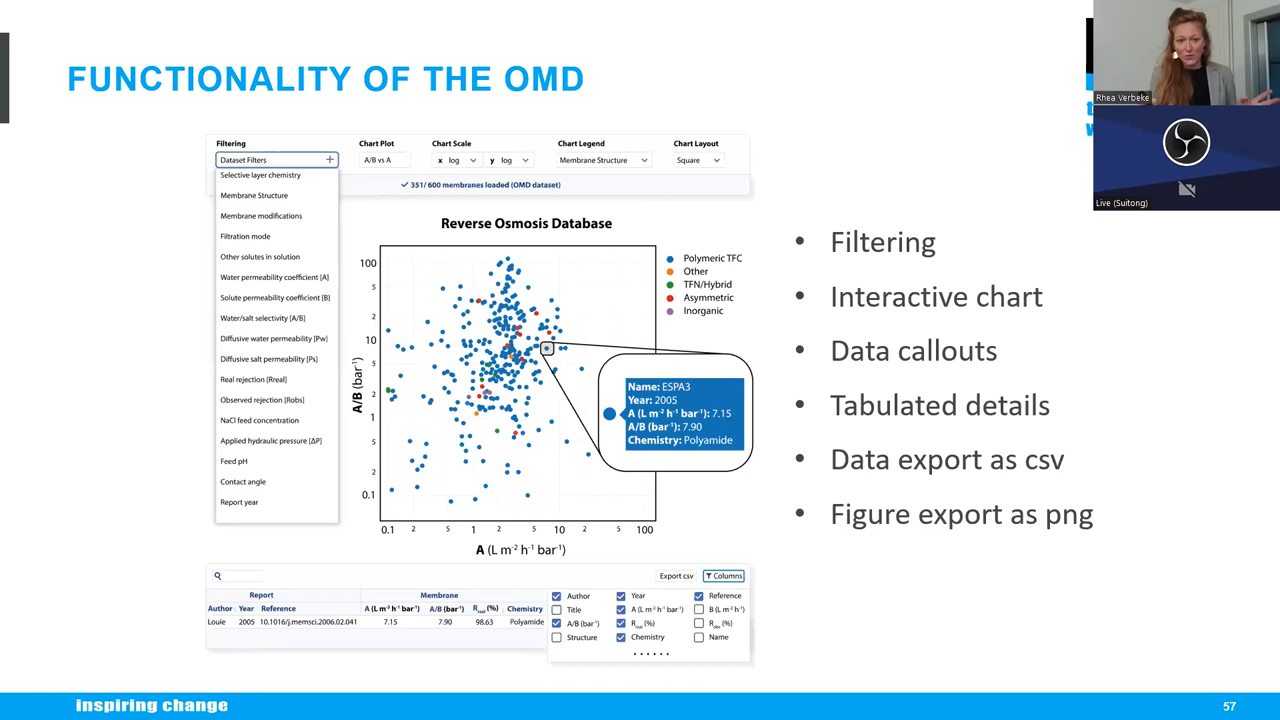 FUNCTIONALITY OF THE OMD
Rhea Verbeke
Live (Suitong)
Filtering
Chart Plot
Chart Scale
Chart Legend
Chart Layout
Dataset Filters
A/B vs A
x log
y log
Membrane Structure
Square
Selective layer chemistry
Membrane Structure
Membrane modifications
Filtration mode
Other solutes in solution
Water permeability coefficient [A]
Solute permeability coefficient [B]
Water/salt selectivity [A/B]
Diffusive water permeability [Pw]
Diffusive salt permeability [Ps]
Real rejection [Rreal]
Observed rejection [Robs]
NaCl feed concentration
Applied hydraulic pressure [ΔP]
Feed pH
Contact angle
Report year
✓ 351/ 600 membranes loaded (OMD dataset)
Reverse Osmosis Database
100
5
2
10
5
2
1
5
2
0.1
A/B (bar⁻¹)
0.1 2 5 1 2 5 10 2 5 100
A (L m⁻² h⁻¹ bar⁻¹)
Polymeric TFC
Other
TFN/Hybrid
Asymmetric
Inorganic
Name: ESPA3
Year: 2005
A (L m⁻² h⁻¹ bar⁻¹): 7.15
A/B (bar⁻¹): 7.90
Chemistry: Polyamide
Export csv
Columns
Report
Membrane
Author Year Reference A (L m⁻² h⁻¹ bar⁻¹) A/B (bar⁻¹) Rreal (%) Chemistry
Louie 2005 10.1016/j.memsci.2006.02.041 7.15 7.90 98.63 Polyamide
Author Year Reference
Title A (L m⁻² h⁻¹ bar⁻¹) B (L m⁻² h⁻¹)
A/B (bar⁻¹) Rreal (%) Robs (%)
Structure Chemistry Name
......
• Filtering
• Interactive chart
• Data callouts
• Tabulated details
• Data export as csv
• Figure export as png
inspiring change
57